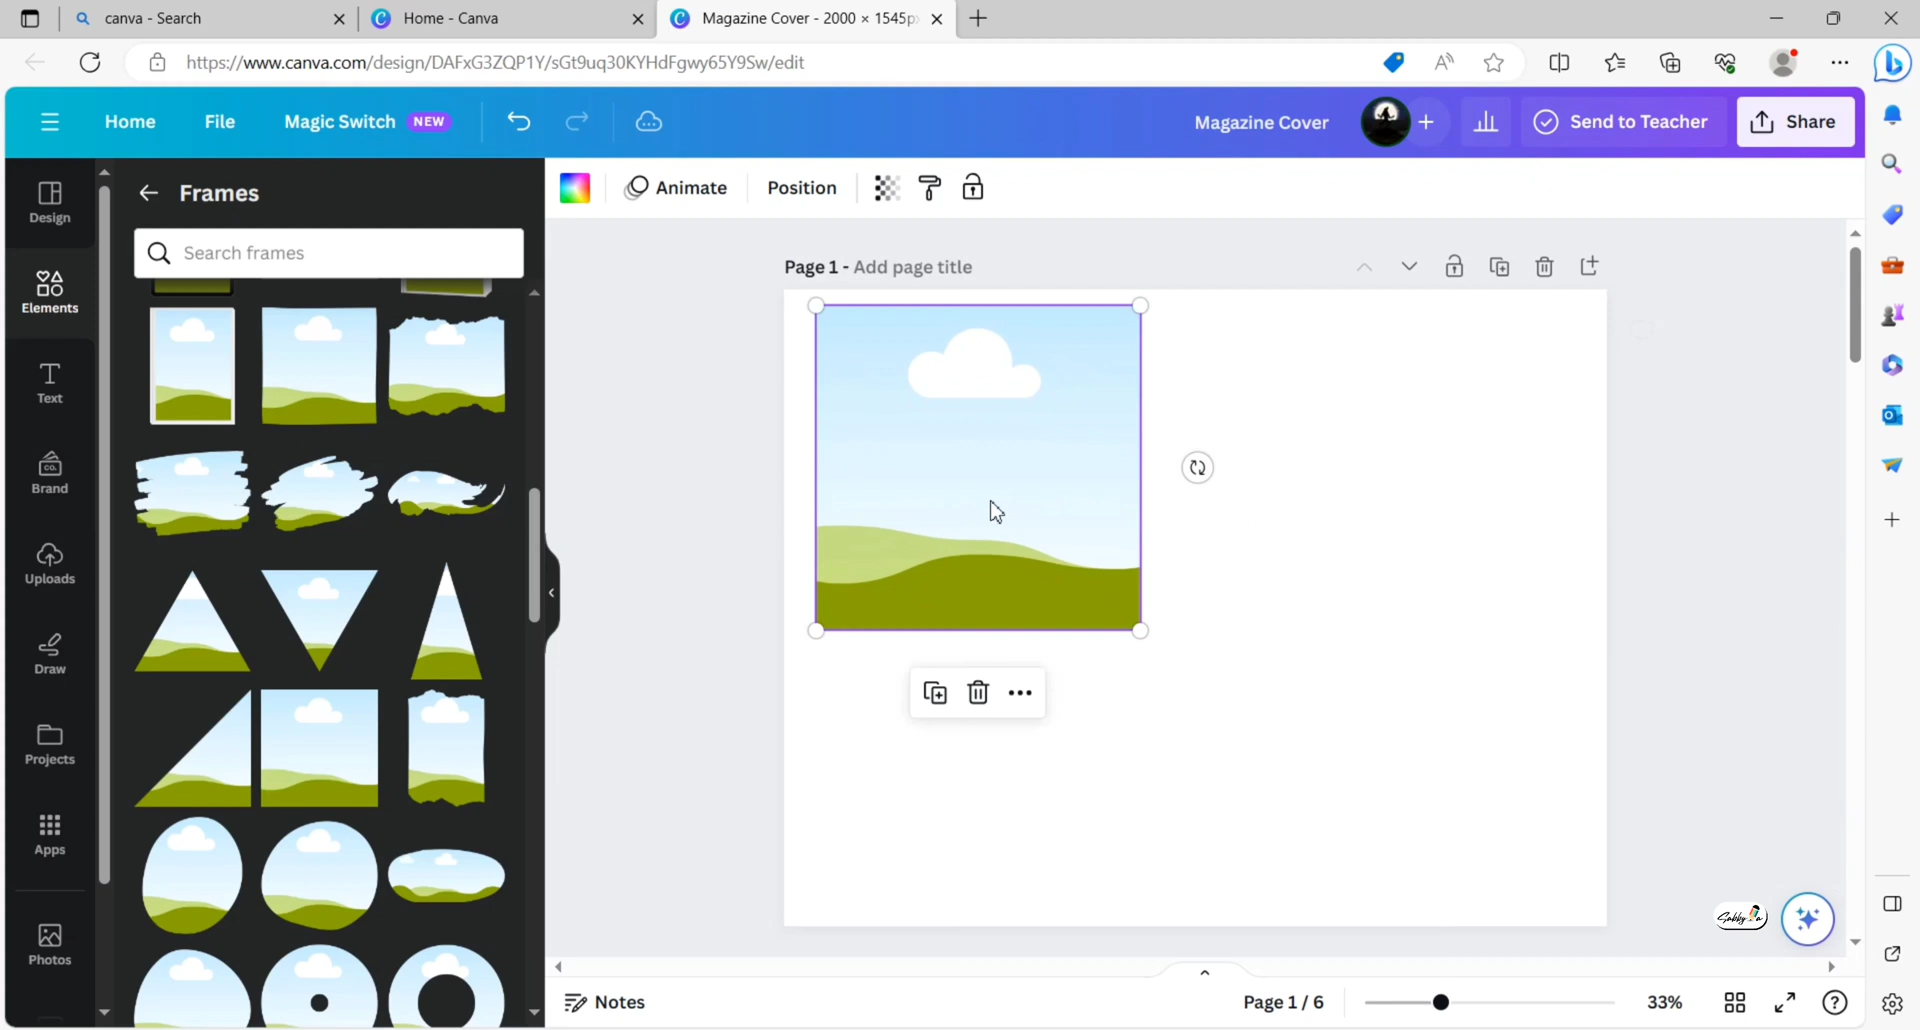 canva - Search
Home - Canva
Magazine Cover - 2000 × 1545p
https://www.canva.com/design/DAFxG3ZQP1Y/sGt9uq30KYHdFgwy65Y9Sw/edit
Home
File
Magic Switch NEW
Magazine Cover
Send to Teacher
Share
Design
Elements
Text
CO.
Brand
Uploads
Draw
Projects
Apps
Photos
Frames
Search frames
Animate
Position
Page 1 - Add page title
Notes
Page 1 / 6
33%